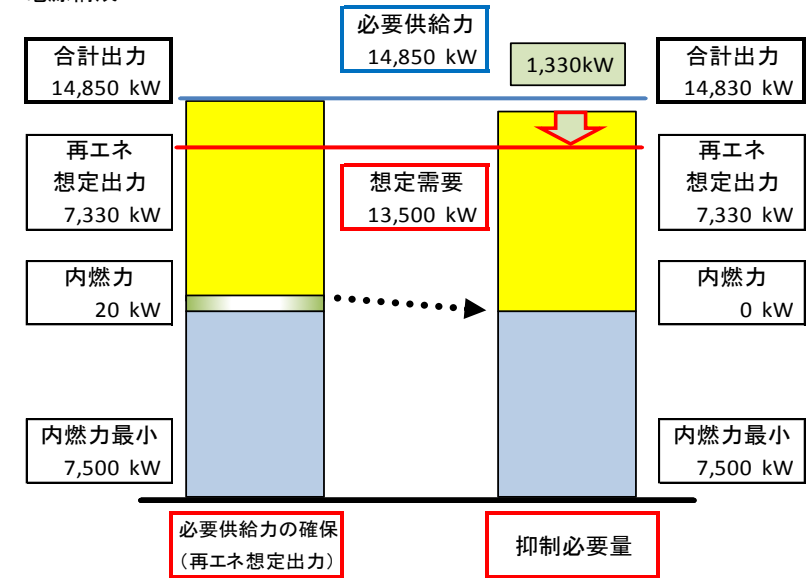 必要供給力
14,850 kW
1,330kW
合計出力
14,850 kW
合計出力
14,830 kW
再エネ
想定出力
7,330 kW
想定需要
13,500 kW
再エネ
想定出力
7,330 kW
内燃力
20 kW
内燃力
0 kW
内燃力最小
7,500 kW
内燃力最小
7,500 kW
必要供給力の確保
（再エネ想定出力）
抑制必要量